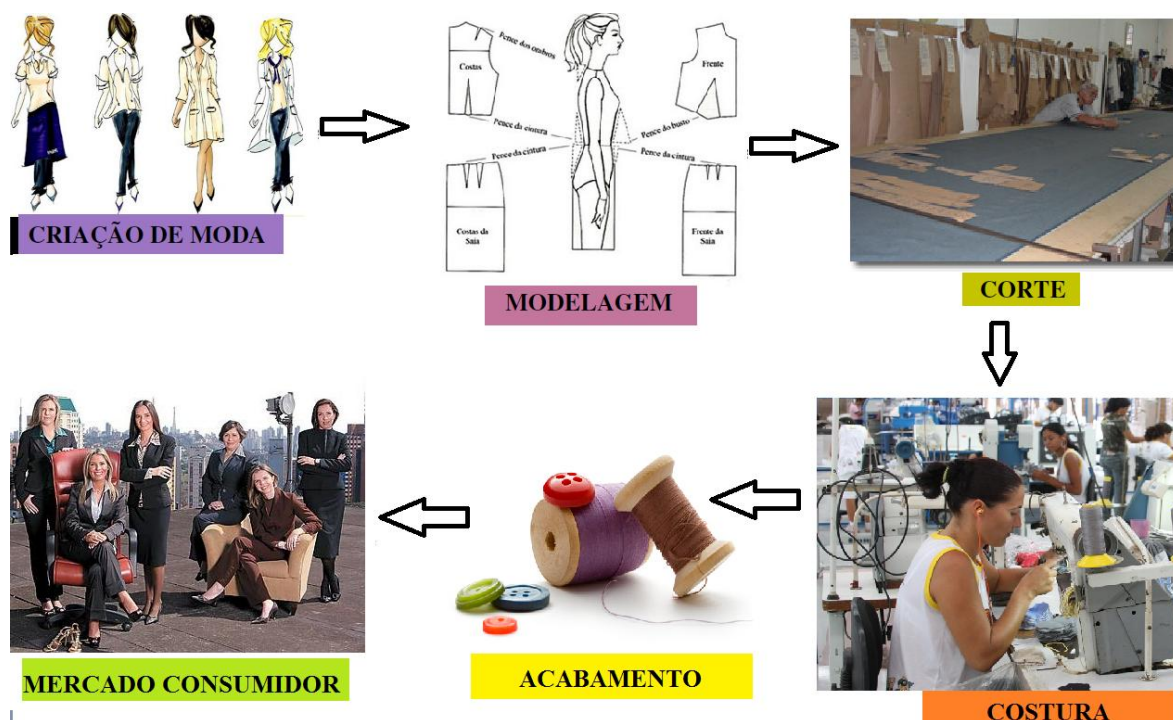 CRIAÇÃO DE MODA
Pence dos ombros
Costas
Frente
Pence da cintura
Pence do busto
Pence da cintura
Pence da cintura
Costas da
Saia
Frente da
Saia
MODELAGEM
CORTE
MERCADO CONSUMIDOR
ACABAMENTO
COSTURA